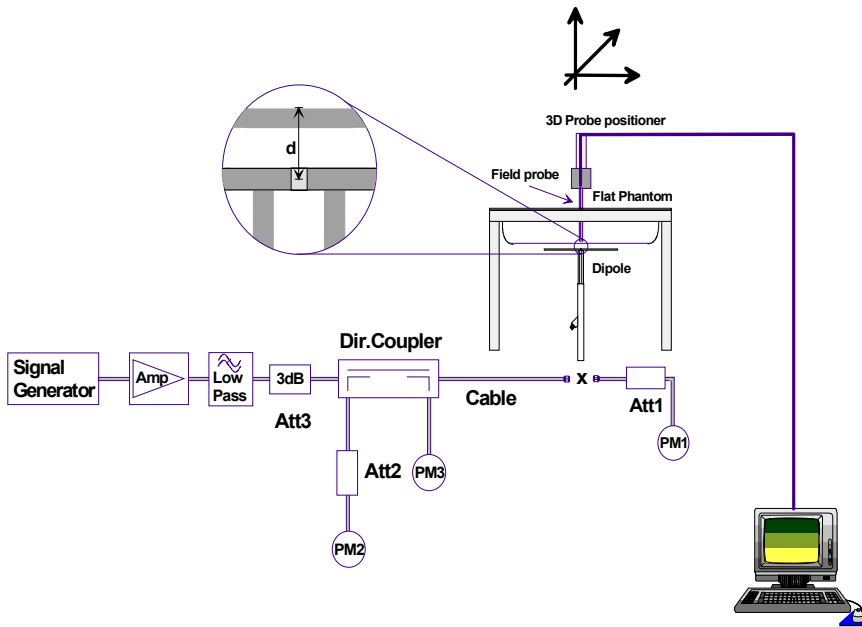 3D Probe positioner
d
Field probe
Flat Phantom
Dipole
Dir.Coupler
Signal
Generator
Amp
Low
Pass
3dB
Cable
x
Att1
Att3
PM1
Att2
PM3
PM2